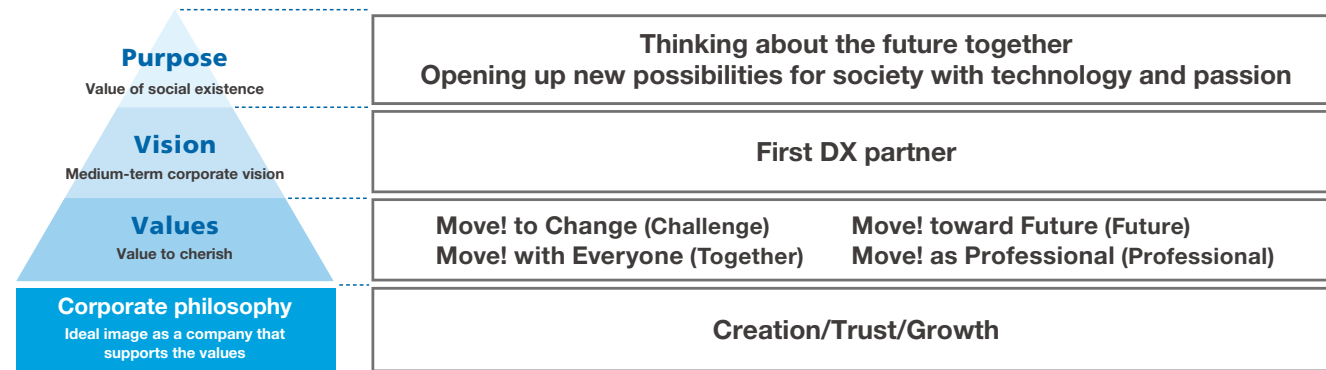 Purpose
Value of social existence
Thinking about the future together
Opening up new possibilities for society with technology and passion
Vision
Medium-term corporate vision
First DX partner
Values
Value to cherish
Move! to Change (Challenge)
Move! toward Future (Future)
Move! with Everyone (Together)
Move! as Professional (Professional)
Corporate philosophy
Ideal image as a company that
supports the values
Creation/Trust/Growth